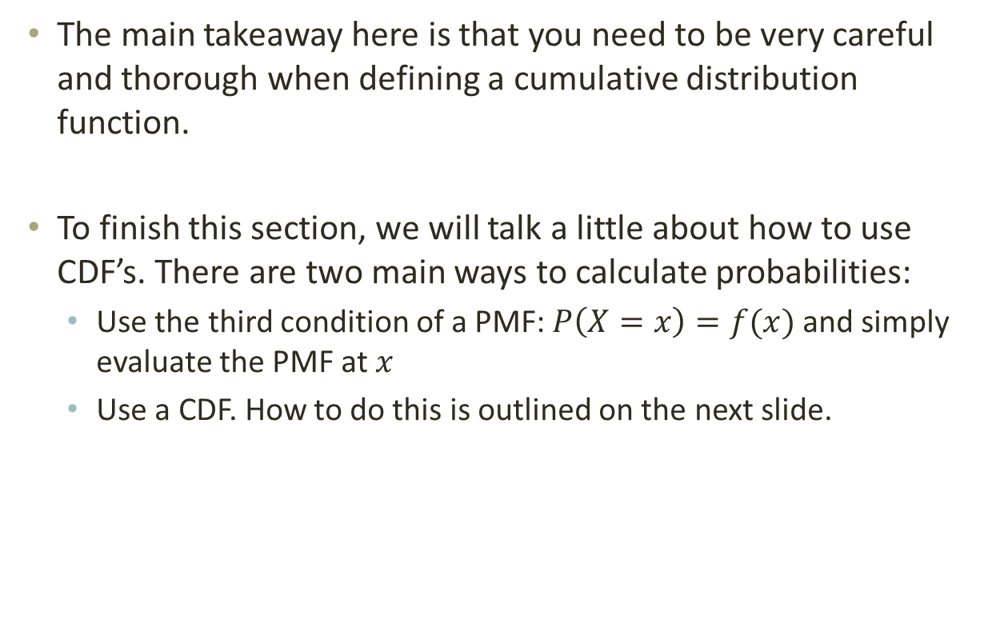 • The main takeaway here is that you need to be very careful
and thorough when defining a cumulative distribution
function.
• To finish this section, we will talk a little about how to use
CDF’s. There are two main ways to calculate probabilities:
• Use the third condition of a PMF: P(X = x) = f(x) and simply
evaluate the PMF at x
• Use a CDF. How to do this is outlined on the next slide.